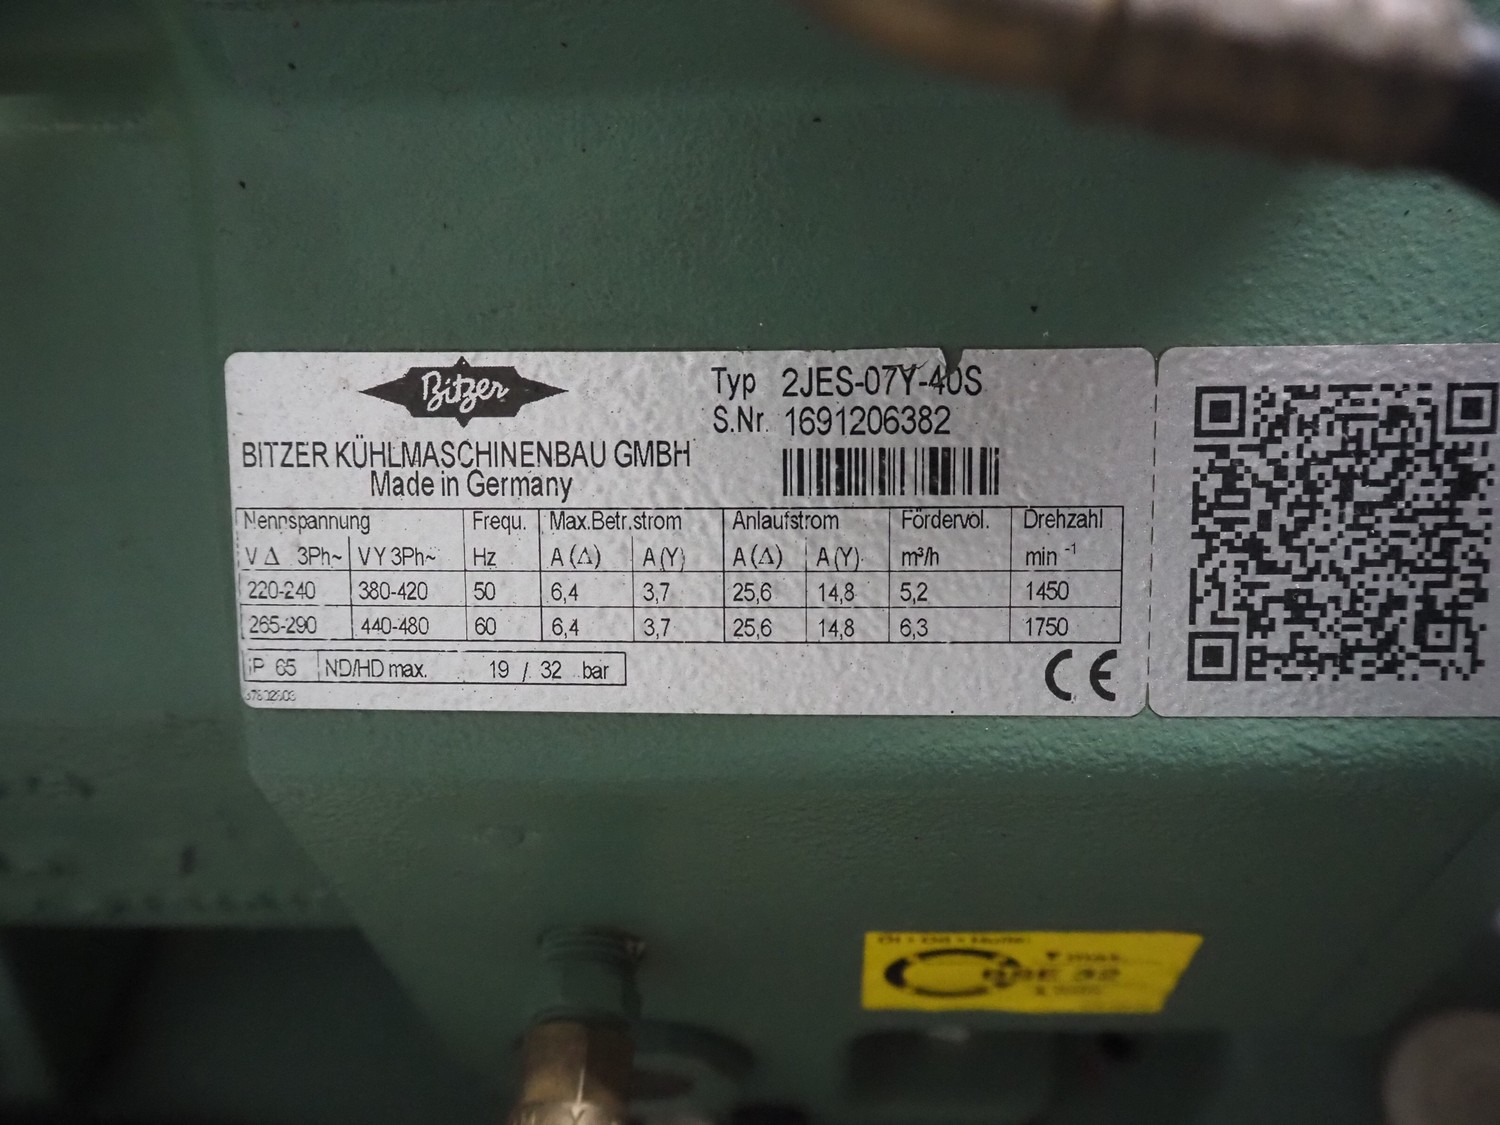 Bitzer
Typ 2JES-07Y-40S
S.Nr. 1691206382
BITZER KÜHLMASCHINENBAU GMBH
Made in Germany
Nennspannung Frequ. Max.Betr.strom Anlaufstrom Fördervol. Drehzahl
V Δ 3Ph~ V Y 3Ph~ Hz A (Δ) A (Y) A (Δ) A (Y) m³/h min -1
220-240 380-420 50 6,4 3,7 25,6 14,8 5,2 1450
265-290 440-480 60 6,4 3,7 25,6 14,8 6,3 1750
IP 65 ND/HD max. 19 / 32 bar
CE
max.
BSE 32